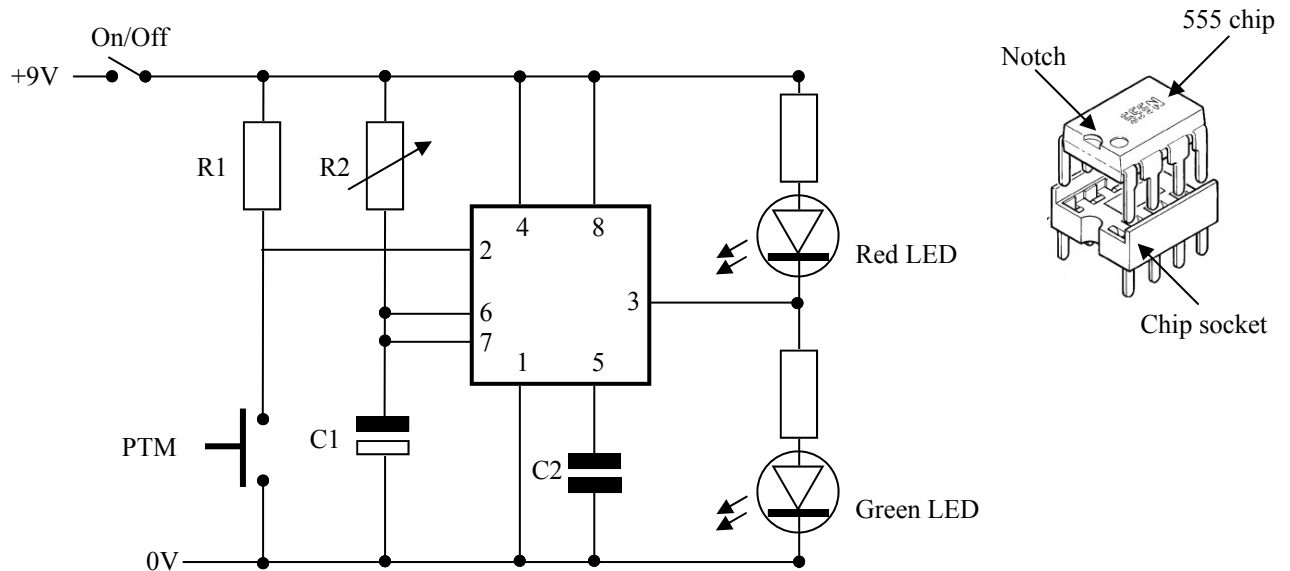 On/Off
+9V
R1
R2
4
8
2
Red LED
3
6
7
1
5
PTM
C1
C2
Green LED
0V
555 chip
Notch
Chip socket